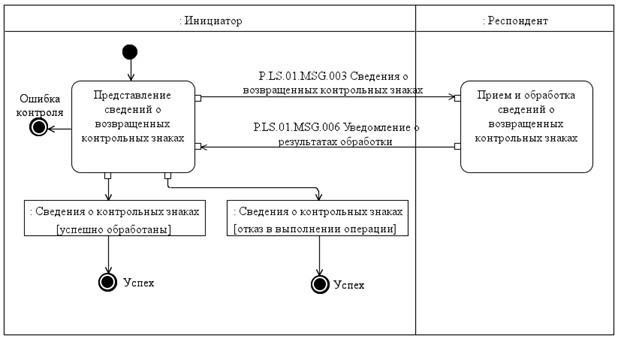 : Инициатор
: Респондент
Ошибка
контроля
Представление
сведений о
возвращенных
контрольных знаках
P.LS.01.MSG.003 Сведения о
возвращенных контрольных знаках
Прием и обработка
сведений о
возвращенных
контрольных знаках
P.LS.01.MSG.006 Уведомление о
результатах обработки
: Сведения о контрольных знаках
[успешно обработаны]
: Сведения о контрольных знаках
[отказ в выполнении операции]
Успех
Успех